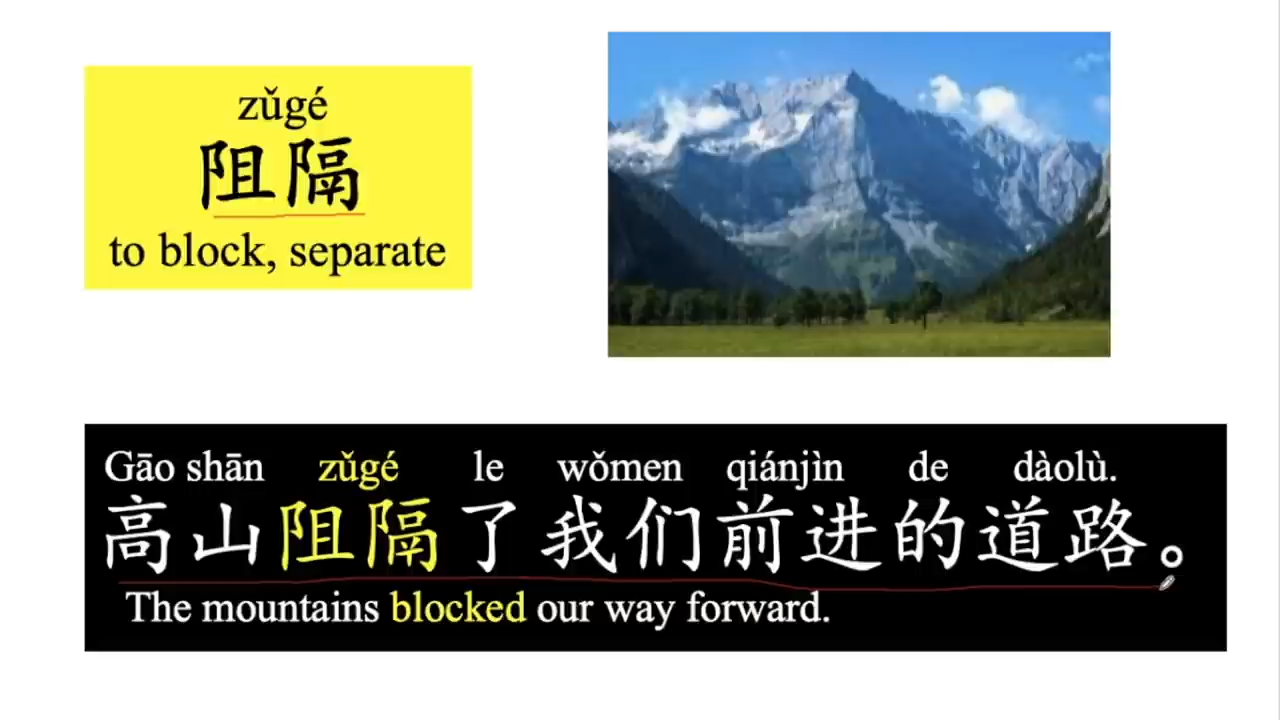 zǔgé
阻隔
to block, separate
Gāo shān zǔgé le wǒmen qiánjìn de dàolù.
高山阻隔了我们前进的道路。
The mountains blocked our way forward.